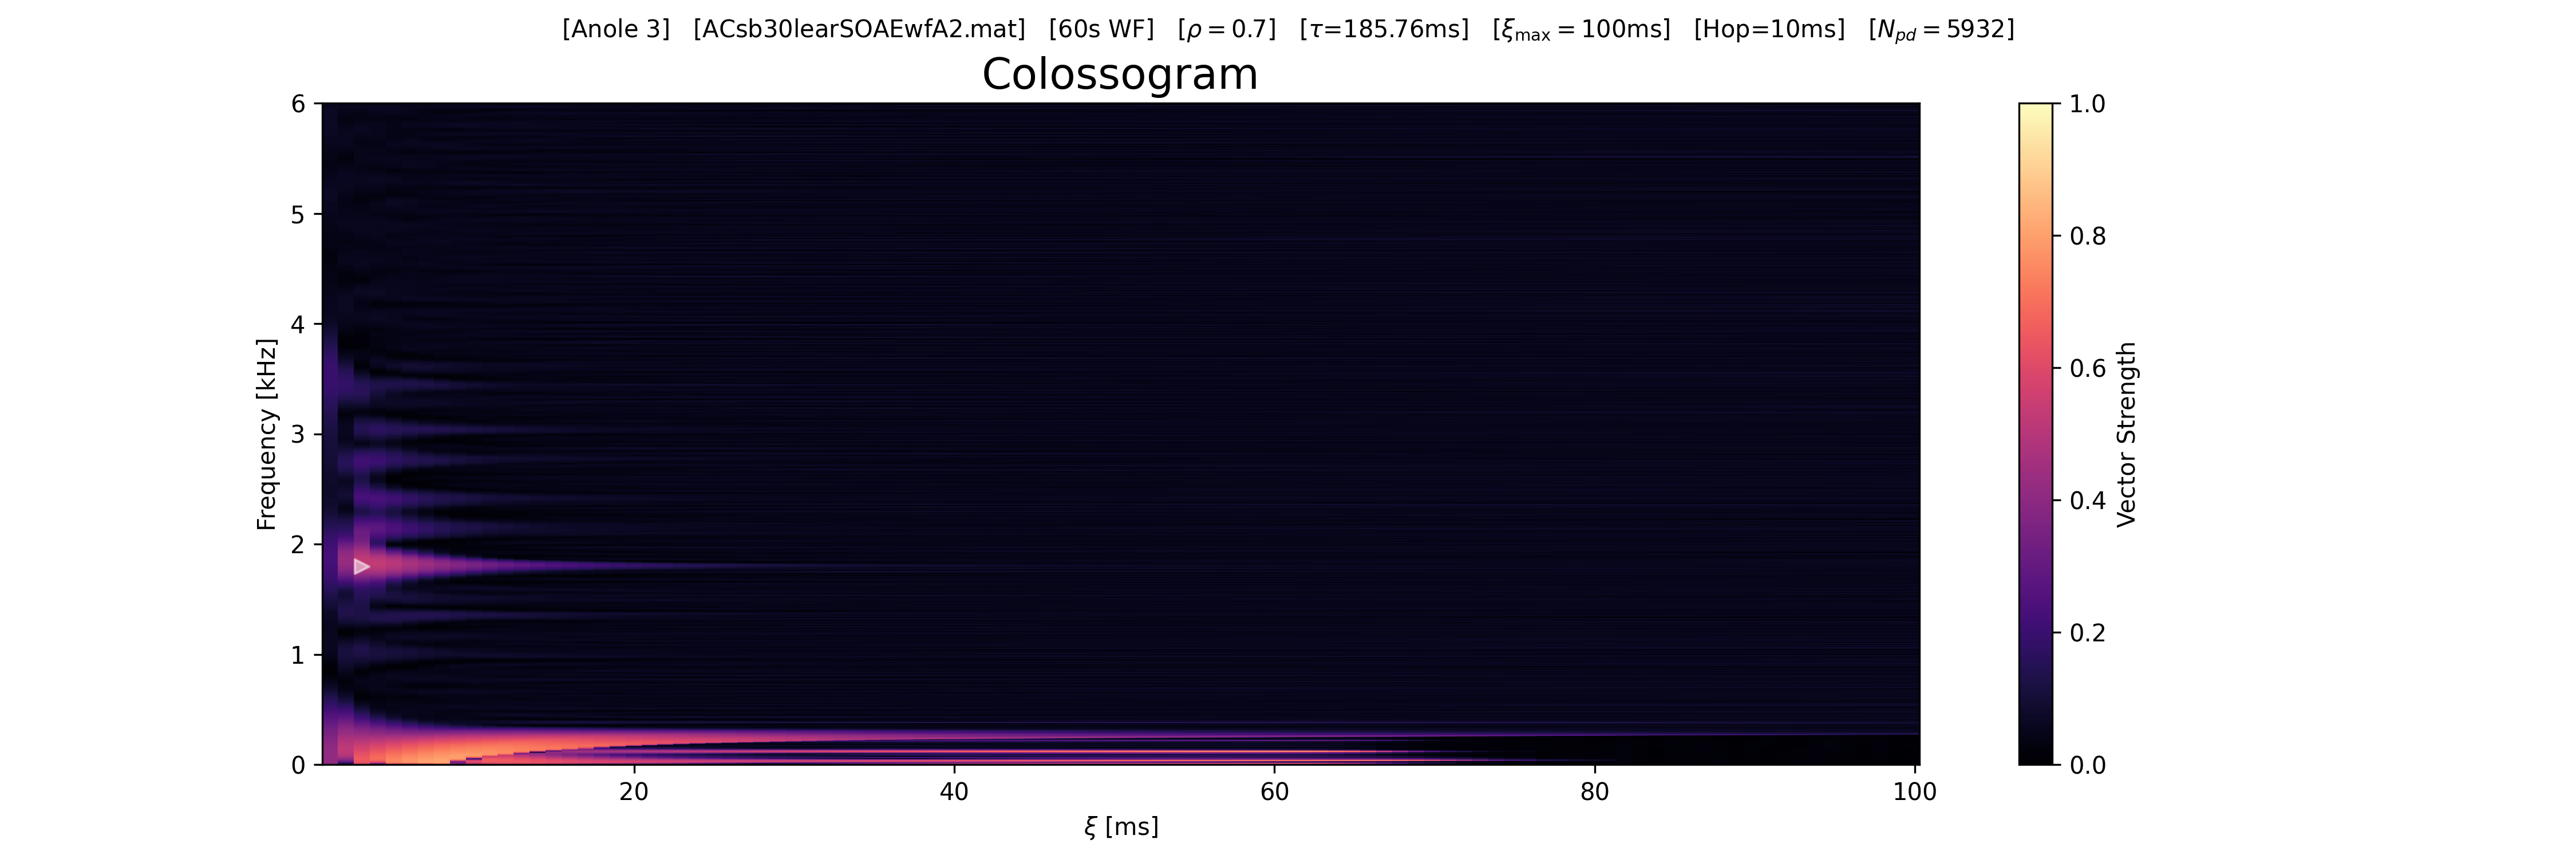 [Anole 3] [ACsb30learSOAEwfA2.mat] [60s WF] [ρ = 0.7] [τ=185.76ms] [ξmax = 100ms] [Hop=10ms] [Npd = 5932]
Colossogram
6
5
4
3
2
1
0
Frequency [kHz]
20 40 60 80 100
ξ [ms]
1.0
0.8
0.6
0.4
0.2
0.0
Vector Strength